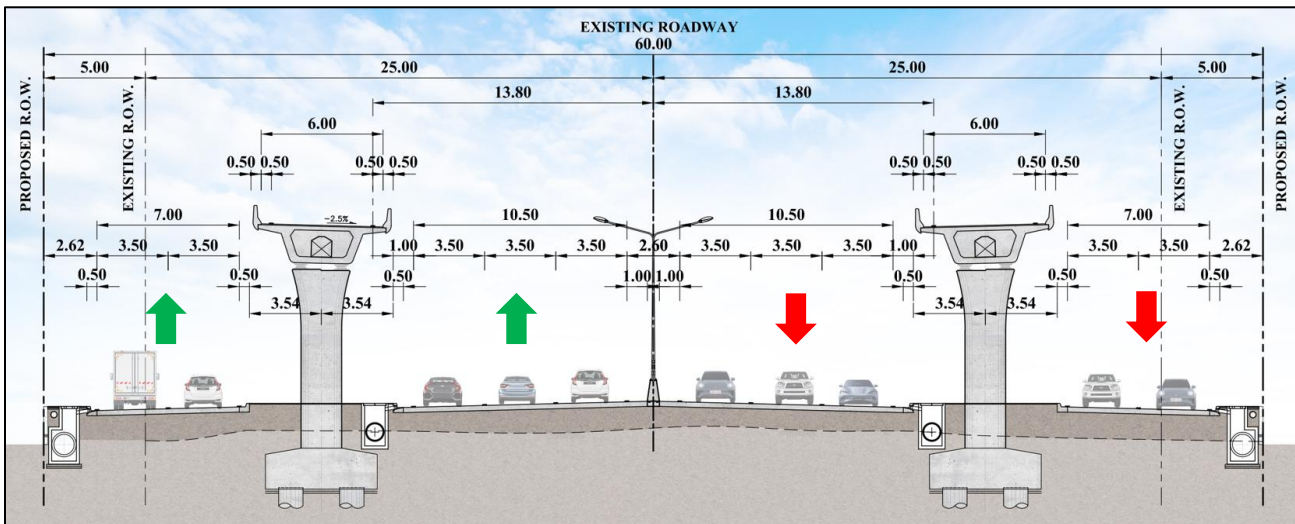 EXISTING ROADWAY
60.00
5.00 25.00 25.00 5.00
13.80 13.80
PROPOSED R.O.W.
EXISTING R.O.W.
EXISTING R.O.W.
PROPOSED R.O.W.
6.00 6.00
0.50 0.50 0.50 0.50 0.50 0.50 0.50 0.50
7.00 -2.5% 10.50 10.50 7.00
2.62 3.50 3.50 1.00 3.50 3.50 3.50 2.60 3.50 3.50 3.50 1.00 3.50 3.50 2.62
0.50 0.50 0.50 1.00 1.00 0.50 0.50 0.50
3.54 3.54 3.54 3.54